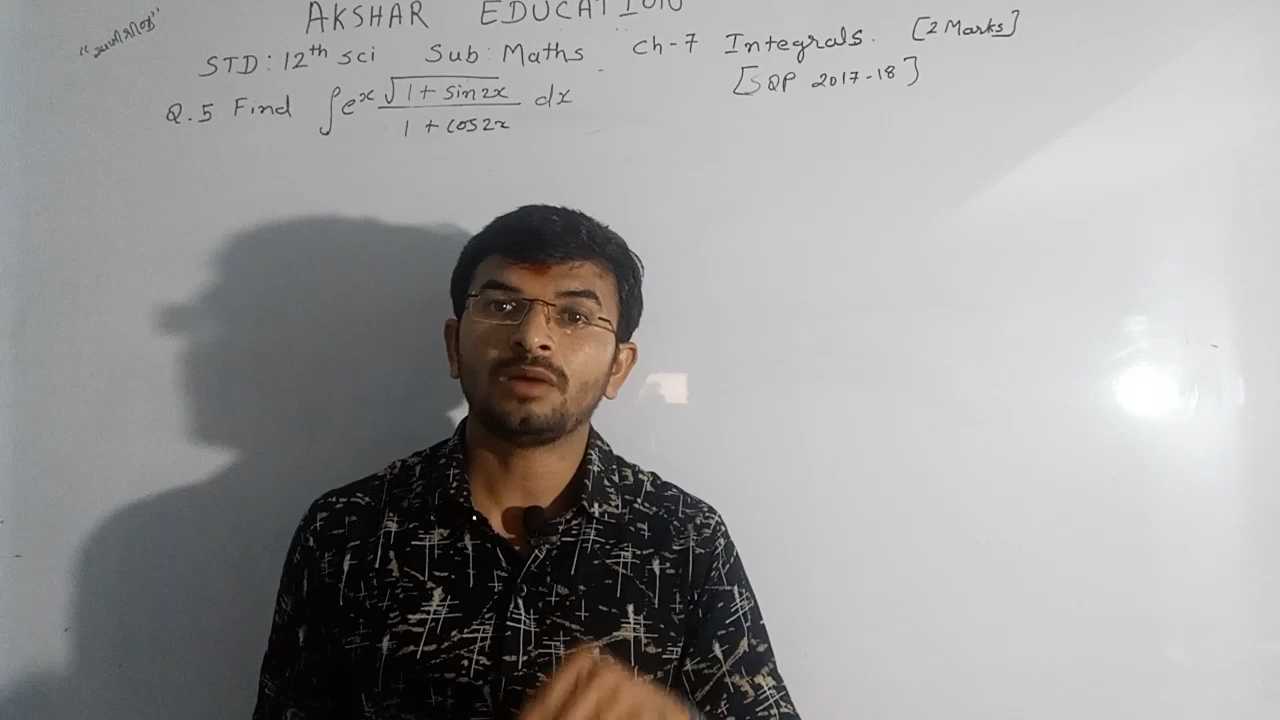 AKSHAR EDUCATION
STD: 12th sci Sub: Maths Ch-7 Integrals. [2 Marks]
[SQP 2017-18]
Q.5 Find ∫e^x √(1 + sin2x) / (1 + cos2x) dx